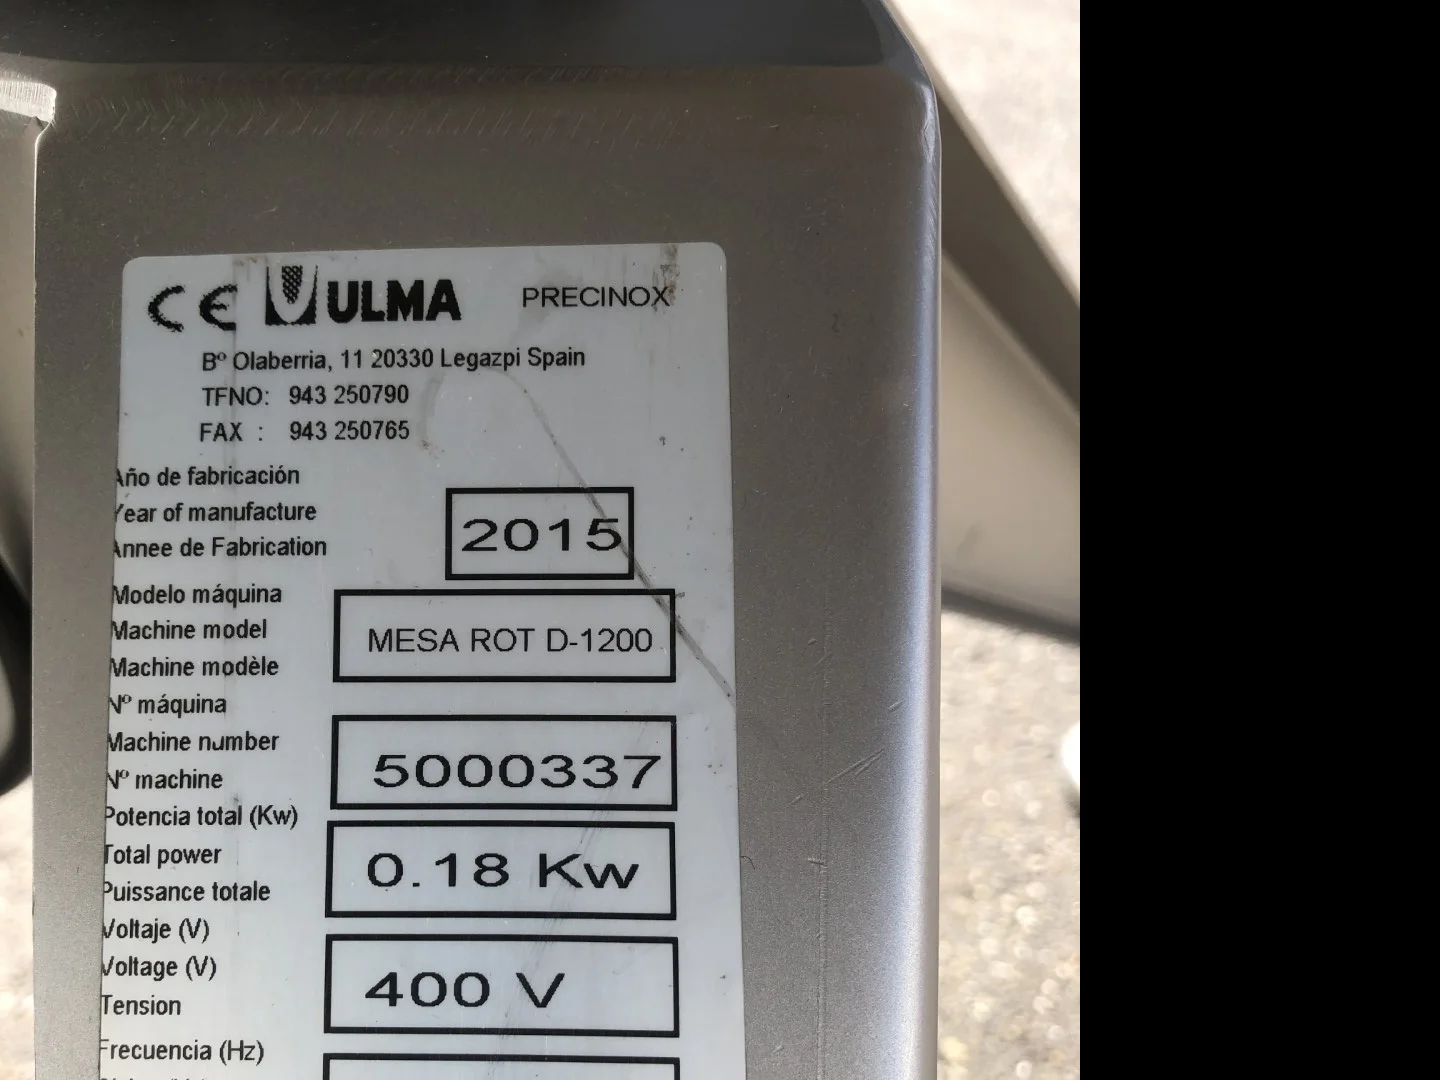 CE ULMA PRECINOX
Bº Olaberria, 11 20330 Legazpi Spain
TFNO: 943 250790
FAX : 943 250765
Año de fabricación
Year of manufacture
Annee de Fabrication
2015
Modelo máquina
Machine model
Machine modèle
MESA ROT D-1200
Nº máquina
Machine number
Nº machine
5000337
Potencia total (Kw)
Total power
Puissance totale
0.18 Kw
Voltaje (V)
Voltage (V)
Tension
400 V
Frecuencia (Hz)